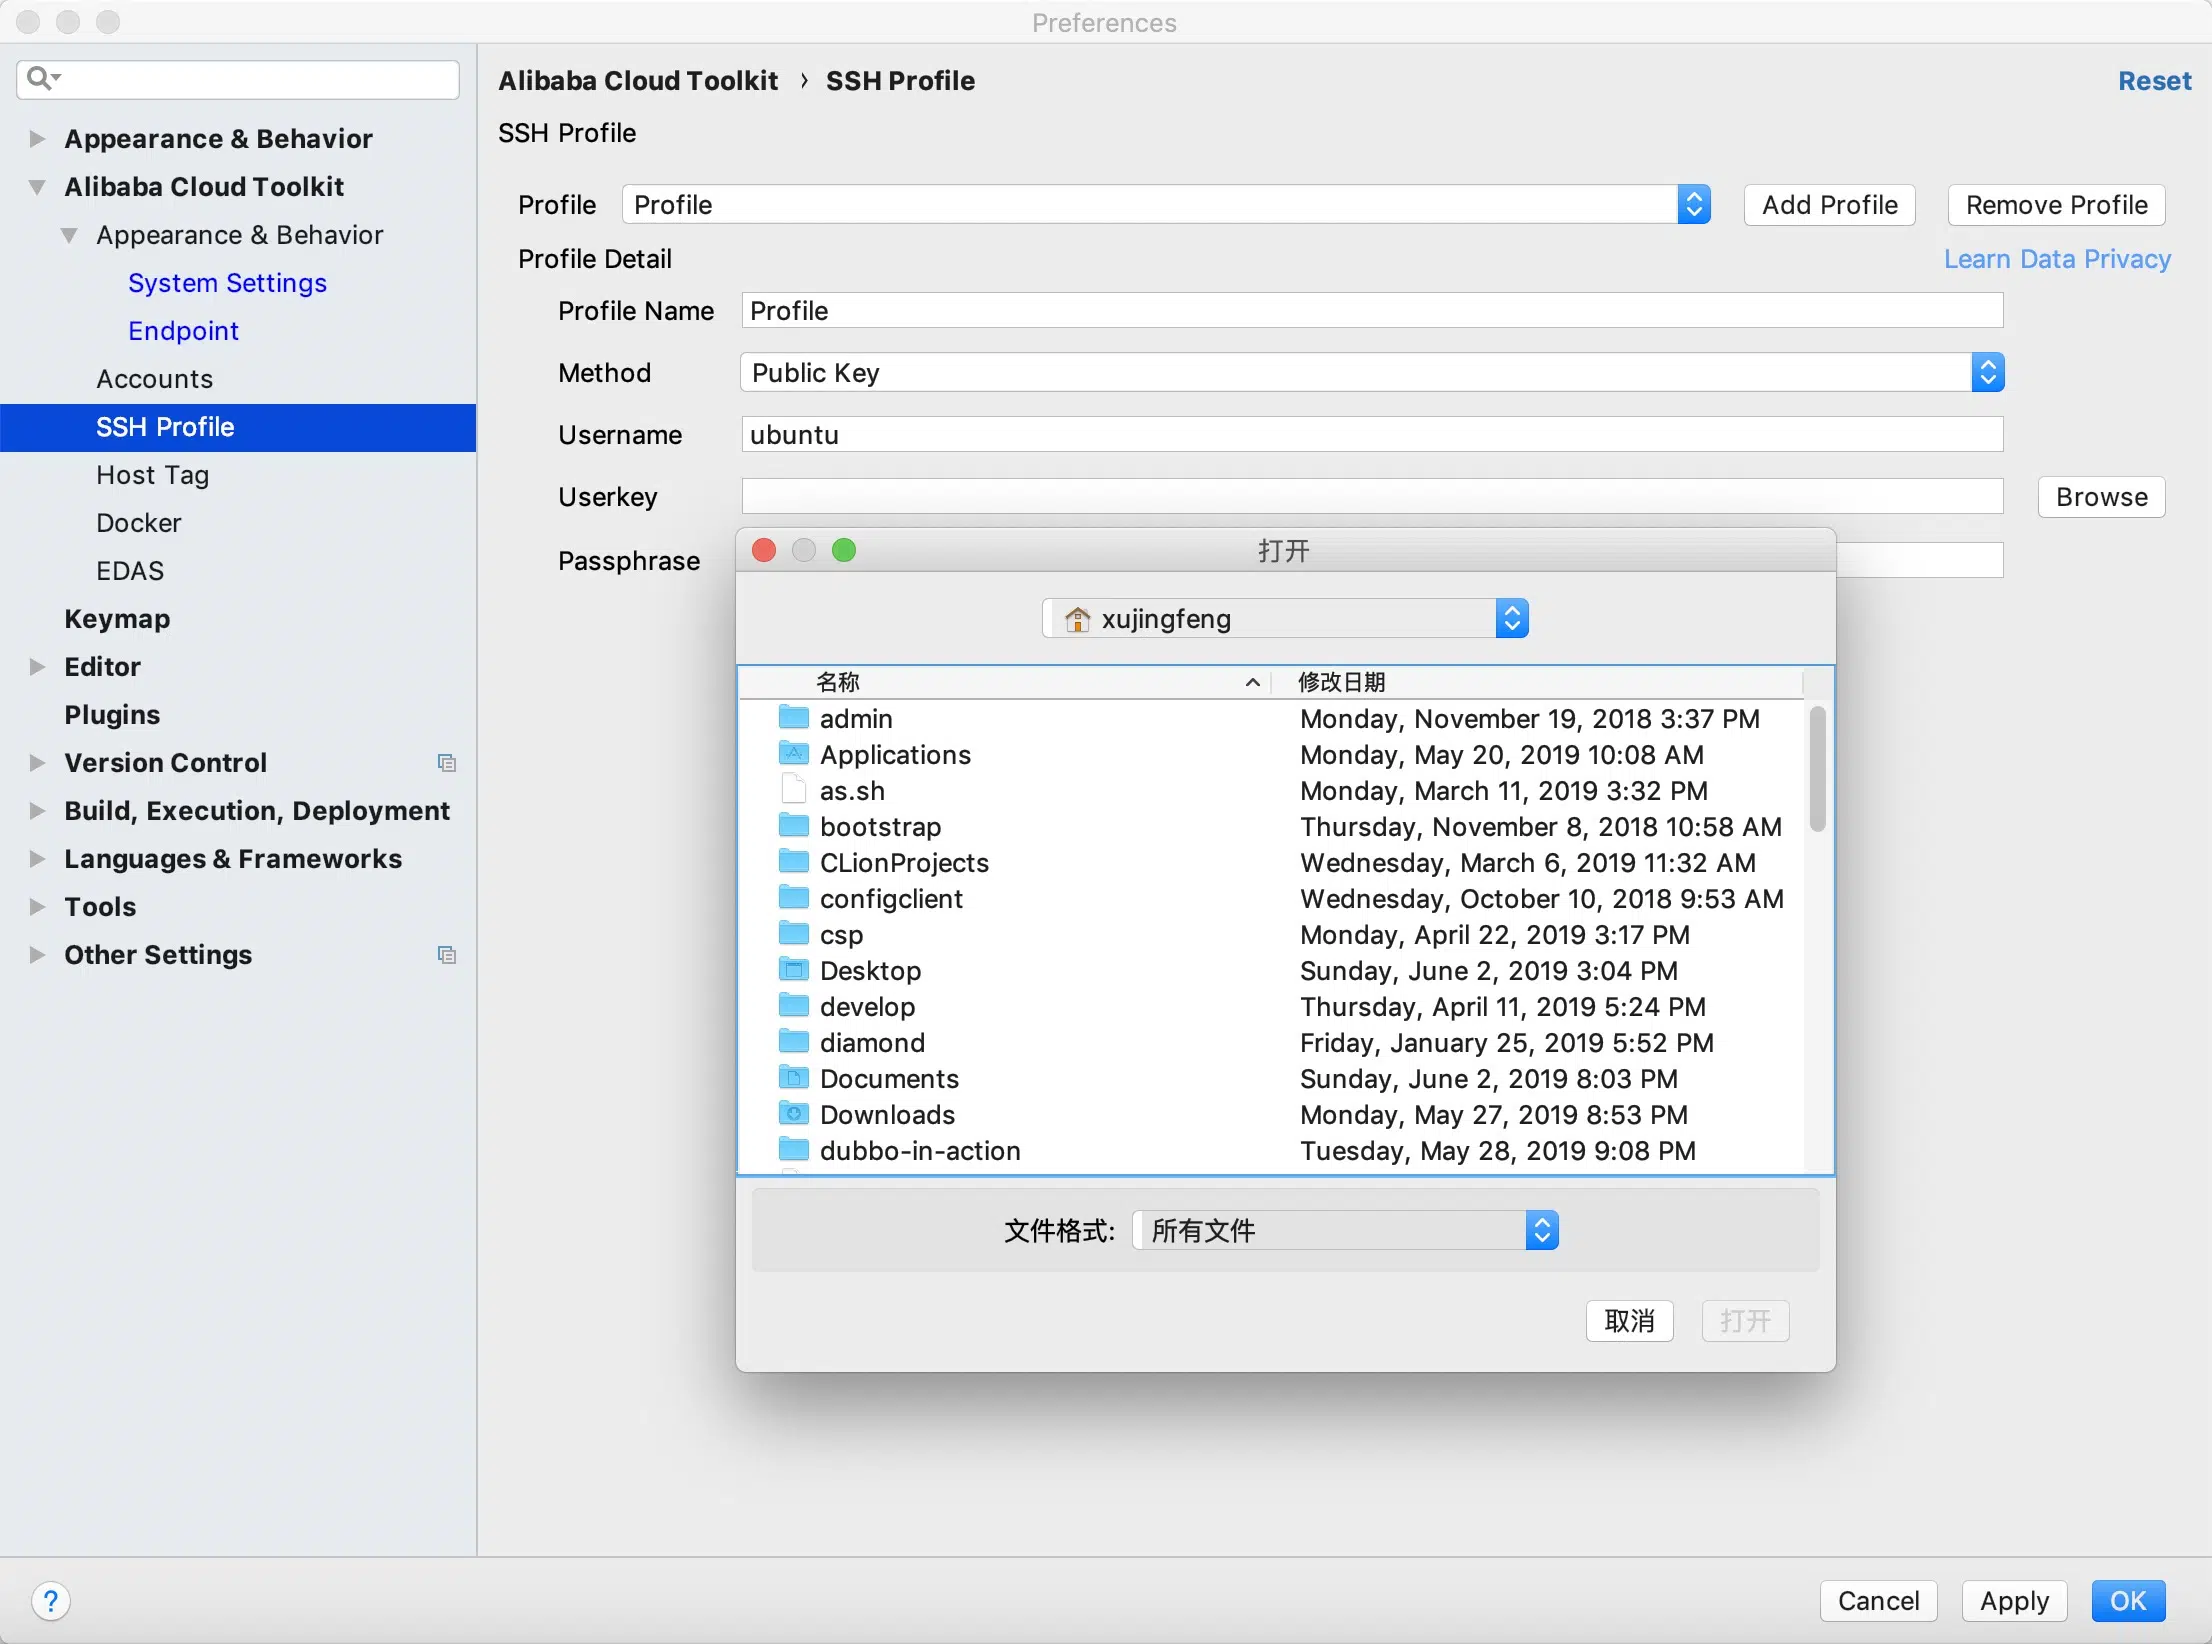 Preferences
Appearance & Behavior
Alibaba Cloud Toolkit
Appearance & Behavior
System Settings
Endpoint
Accounts
SSH Profile
Host Tag
Docker
EDAS
Keymap
Editor
Plugins
Version Control
Build, Execution, Deployment
Languages & Frameworks
Tools
Other Settings
Alibaba Cloud Toolkit › SSH Profile
Reset
SSH Profile
Profile Profile Add Profile Remove Profile
Profile Detail Learn Data Privacy
Profile Name Profile
Method Public Key
Username ubuntu
Userkey Browse
Passphrase
打开
xujingfeng
名称 修改日期
admin Monday, November 19, 2018 3:37 PM
Applications Monday, May 20, 2019 10:08 AM
as.sh Monday, March 11, 2019 3:32 PM
bootstrap Thursday, November 8, 2018 10:58 AM
CLionProjects Wednesday, March 6, 2019 11:32 AM
configclient Wednesday, October 10, 2018 9:53 AM
csp Monday, April 22, 2019 3:17 PM
Desktop Sunday, June 2, 2019 3:04 PM
develop Thursday, April 11, 2019 5:24 PM
diamond Friday, January 25, 2019 5:52 PM
Documents Sunday, June 2, 2019 8:03 PM
Downloads Monday, May 27, 2019 8:53 PM
dubbo-in-action Tuesday, May 28, 2019 9:08 PM
文件格式: 所有文件
取消 打开
? Cancel Apply OK